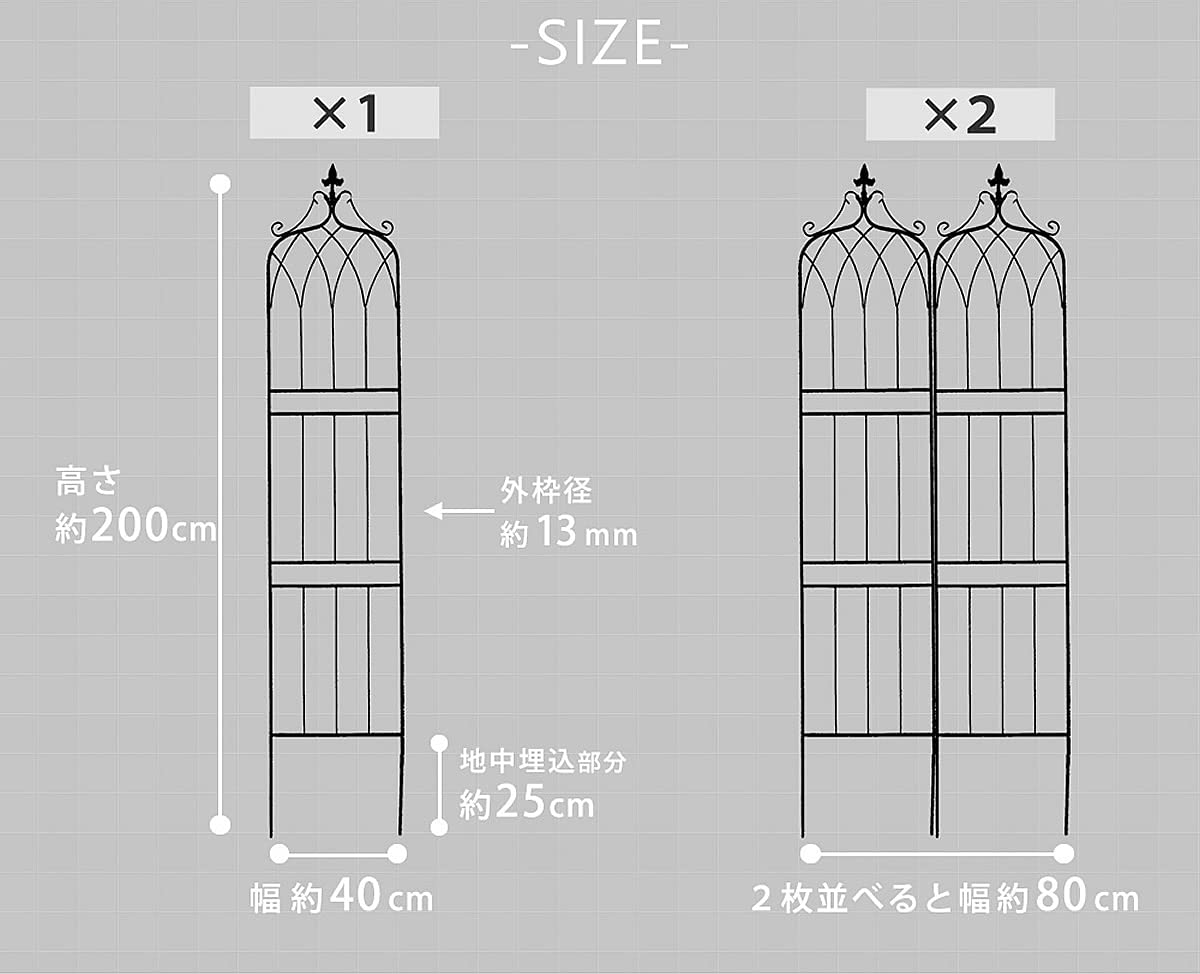 -SIZE-
×1
×2
高さ
約200cm
外枠径
約13mm
地中埋込部分
約25cm
幅約40cm
2枚並べると幅約80cm